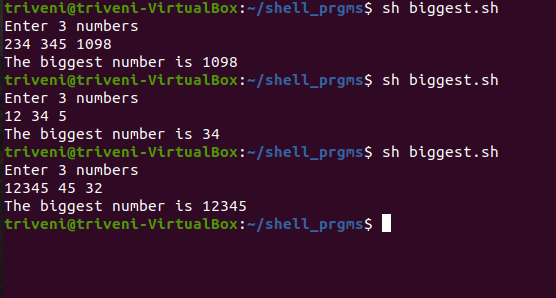 triveni@triveni-VirtualBox:~/shell_prgms$ sh biggest.sh
Enter 3 numbers
234 345 1098
The biggest number is 1098
triveni@triveni-VirtualBox:~/shell_prgms$ sh biggest.sh
Enter 3 numbers
12 34 5
The biggest number is 34
triveni@triveni-VirtualBox:~/shell_prgms$ sh biggest.sh
Enter 3 numbers
12345 45 32
The biggest number is 12345
triveni@triveni-VirtualBox:~/shell_prgms$